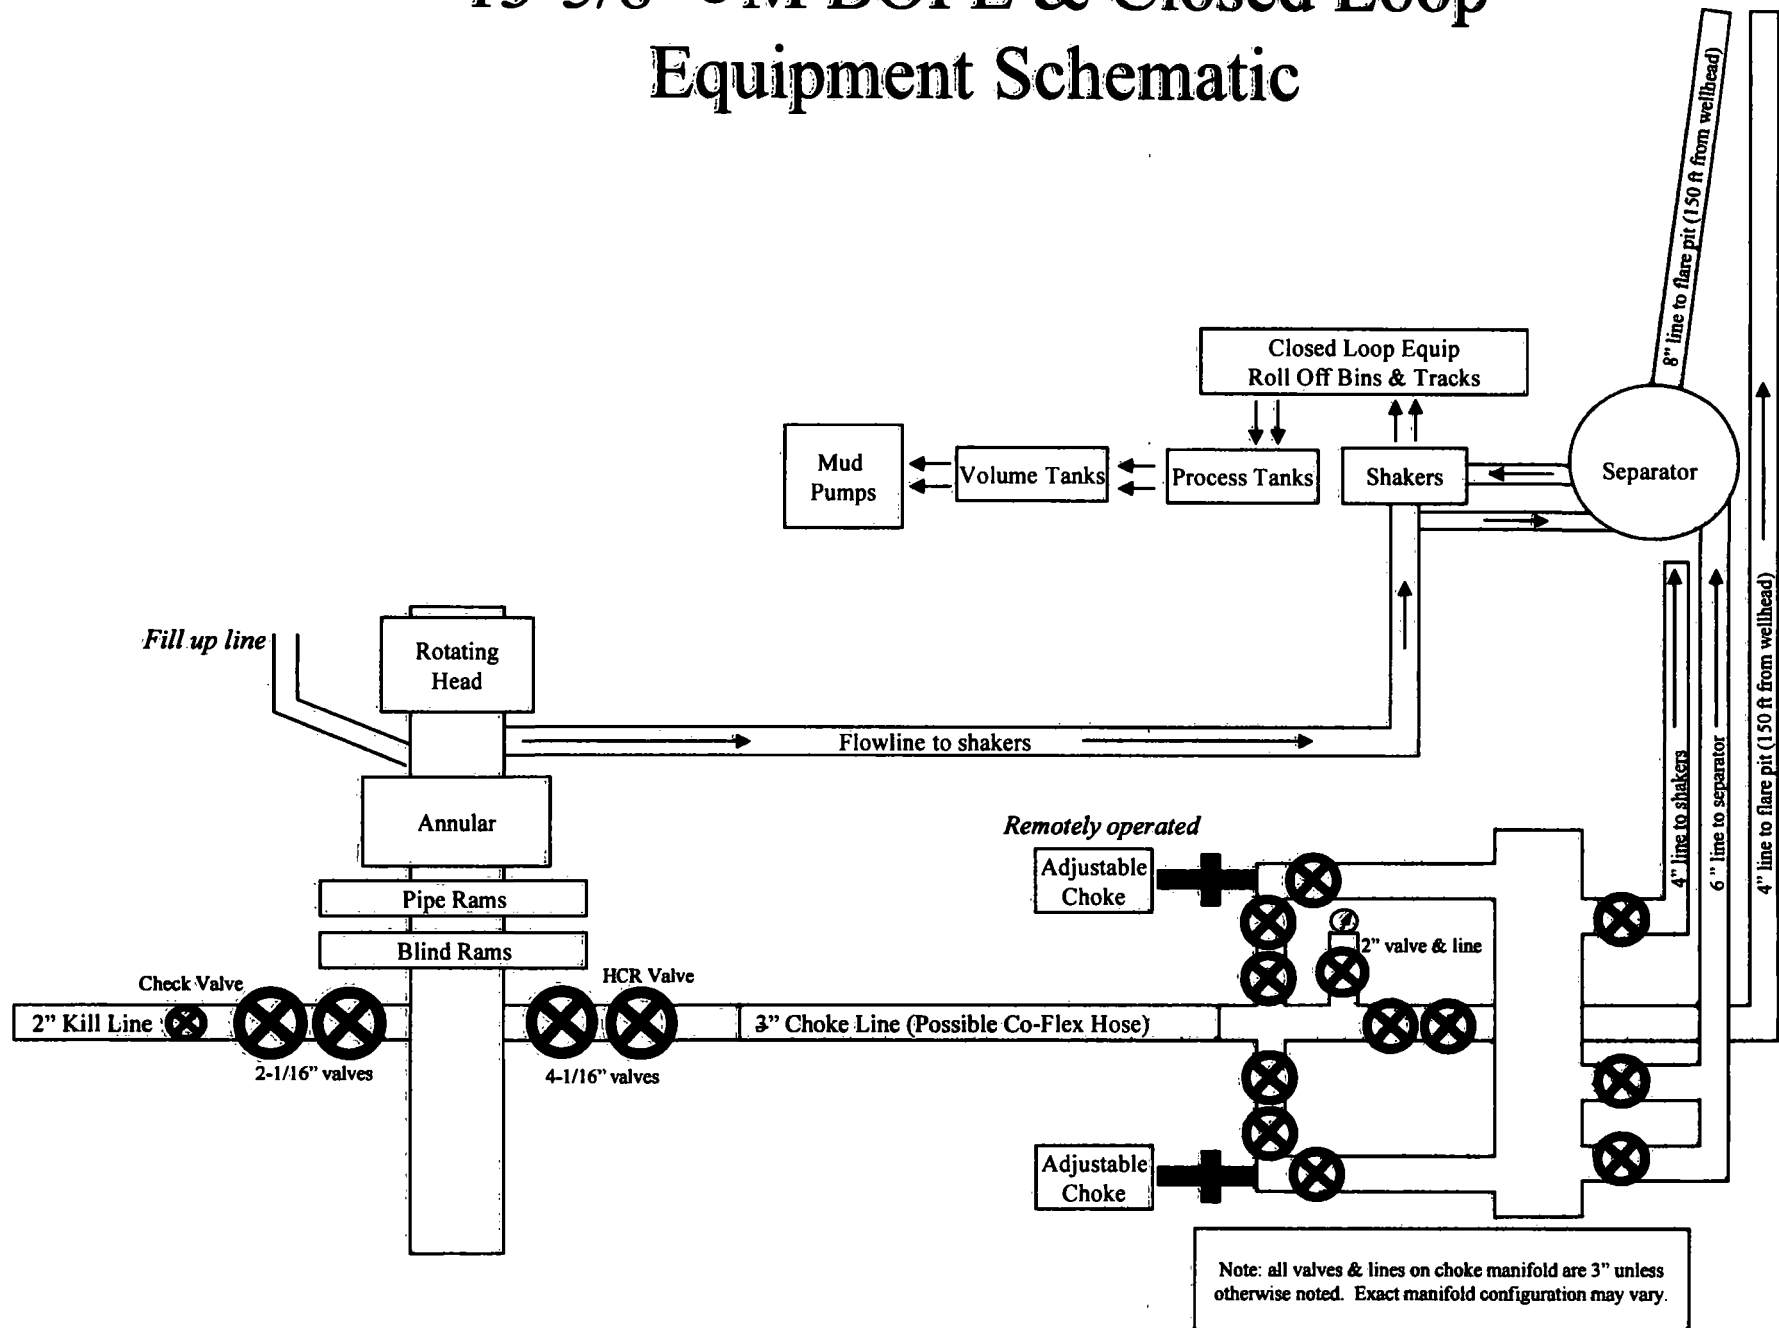 BOPE & Closed Loop
Equipment Schematic
8" line to flare pit (150 ft from wellhead)
Closed Loop Equip
Roll Off Bins & Tracks
Mud
Pumps
Volume Tanks
Process Tanks
Shakers
Separator
Fill up line
Rotating
Head
Flowline to shakers
Annular
Remotely operated
Adjustable
Choke
Pipe Rams
Blind Rams
2" valve & line
4" line to shakers
6" line to separator
4" line to flare pit (150 ft from wellhead)
Check Valve
HCR Valve
2" Kill Line
3" Choke Line (Possible Co-Flex Hose)
2-1/16" valves
4-1/16" valves
Adjustable
Choke
Note: all valves & lines on choke manifold are 3" unless
otherwise noted. Exact manifold configuration may vary.